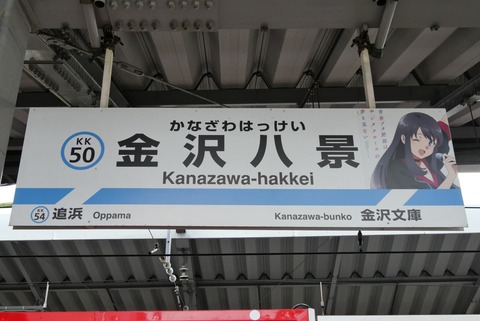 かなざわはっけい
KK
50
金沢八景
Kanazawa-hakkei
KK
54
追浜
Oppama
Kanazawa-bunko
金沢文庫